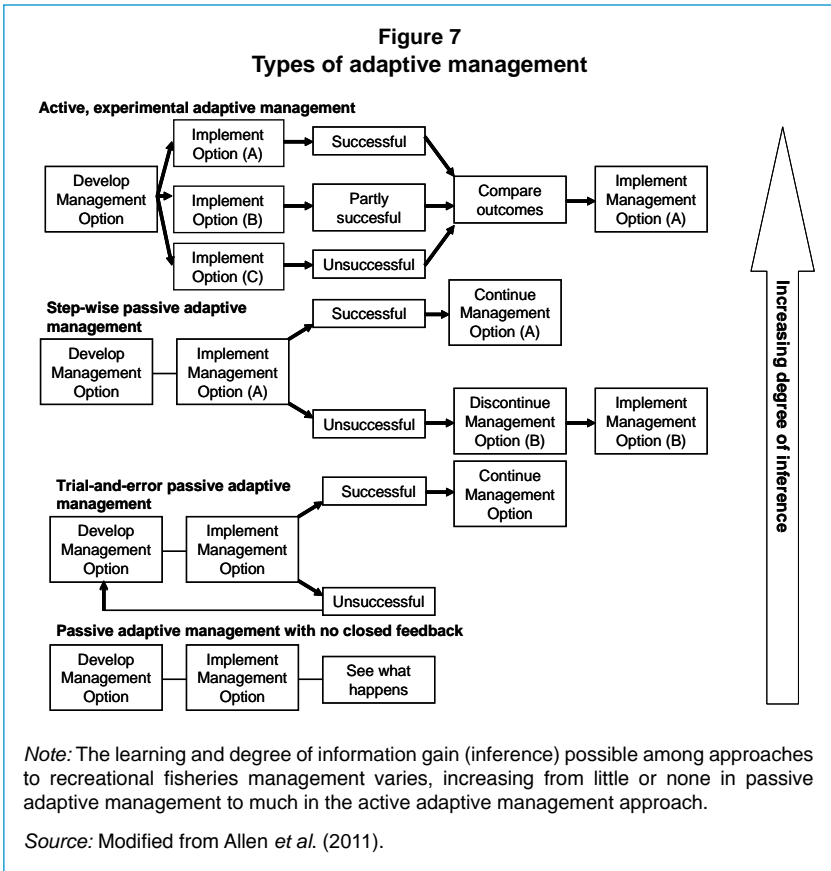 Figure 7
Types of adaptive management
Active, experimental adaptive management
Develop
Management
Option
Implement
Option (A)
Implement
Option (B)
Implement
Option (C)
Successful
Partly
succesful
Unsuccessful
Compare
outcomes
Implement
Management
Option (A)
Step-wise passive adaptive
management
Develop
Management
Option
Implement
Management
Option (A)
Successful
Continue
Management
Option (A)
Unsuccessful
Discontinue
Management
Option (B)
Implement
Management
Option (B)
Trial-and-error passive adaptive
management
Develop
Management
Option
Implement
Management
Option
Successful
Continue
Management
Option
Unsuccessful
Passive adaptive management with no closed feedback
Develop
Management
Option
Implement
Management
Option
See what
happens
Increasing degree of inference
Note: The learning and degree of information gain (inference) possible among approaches
to recreational fisheries management varies, increasing from little or none in passive
adaptive management to much in the active adaptive management approach.
Source: Modified from Allen et al. (2011).